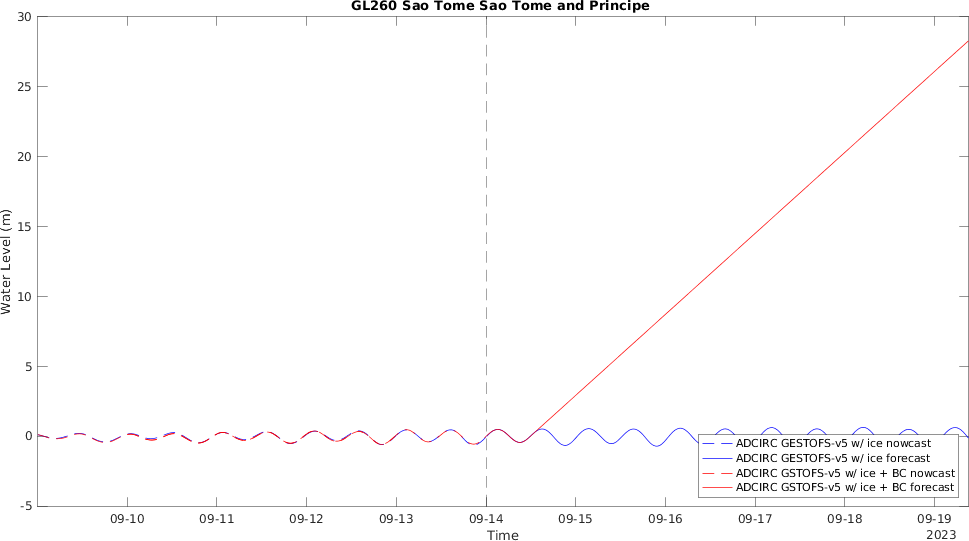 GL260 Sao Tome Sao Tome and Principe
30
25
20
15
10
5
0
-5
Water Level (m)
ADCIRC GESTOFS-v5 w/ ice nowcast
ADCIRC GESTOFS-v5 w/ ice forecast
ADCIRC GSTOFS-v5 w/ ice + BC nowcast
ADCIRC GSTOFS-v5 w/ ice + BC forecast
09-10 09-11 09-12 09-13 09-14 09-15 09-16 09-17 09-18 09-19
Time 2023